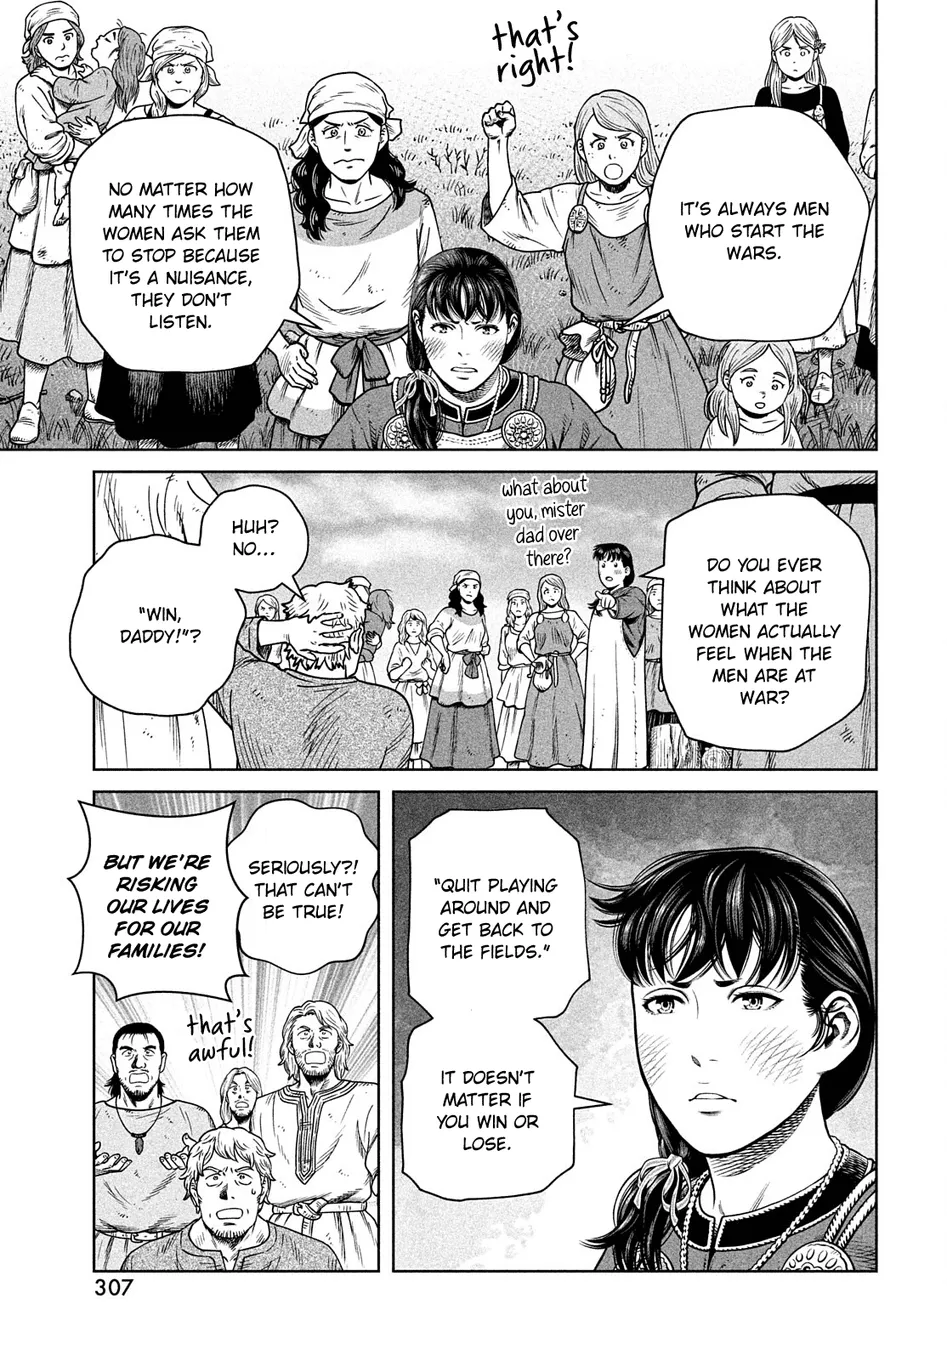 that's
right!
IT'S ALWAYS MEN
WHO START THE
WARS.
NO MATTER HOW
MANY TIMES THE
WOMEN ASK THEM
TO STOP BECAUSE
IT'S A NUISANCE,
THEY DON'T
LISTEN.
DO YOU EVER
THINK ABOUT
WHAT THE
WOMEN ACTUALLY
FEEL WHEN THE
MEN ARE AT
WAR?
what about
you, mister
dad over
there?
HUH?
NO...
"WIN,
DADDY!"?
"QUIT PLAYING
AROUND AND
GET BACK TO
THE FIELDS."
IT DOESN'T
MATTER IF
YOU WIN OR
LOSE.
SERIOUSLY?!
THAT CAN'T
BE TRUE!
BUT WE'RE
RISKING
OUR LIVES
FOR OUR
FAMILIES!
that's
awful!
307